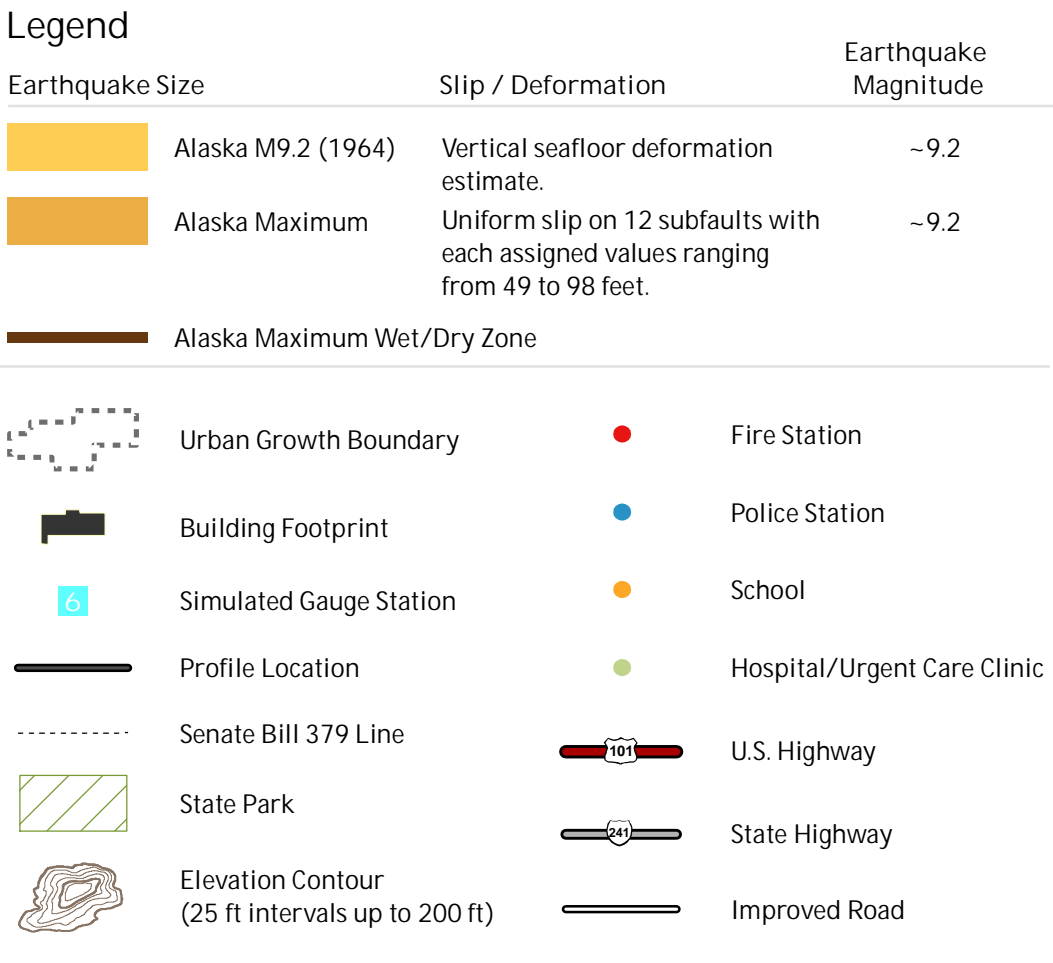 Legend
Earthquake Size
Slip / Deformation
Earthquake
Magnitude
Alaska M9.2 (1964)
Vertical seafloor deformation
estimate.
~9.2
Alaska Maximum
Uniform slip on 12 subfaults with
each assigned values ranging
from 49 to 98 feet.
~9.2
Alaska Maximum Wet/Dry Zone
Urban Growth Boundary
Building Footprint
6
Simulated Gauge Station
Profile Location
Senate Bill 379 Line
State Park
Elevation Contour
(25 ft intervals up to 200 ft)
Fire Station
Police Station
School
Hospital/Urgent Care Clinic
101
U.S. Highway
241
State Highway
Improved Road